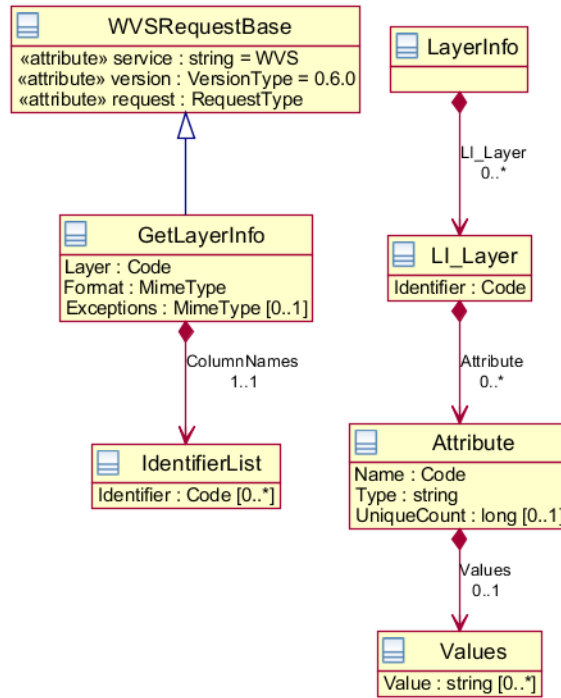 WVSRequestBase
«attribute» service : string = WVS
«attribute» version : VersionType = 0.6.0
«attribute» request : RequestType
GetLayerInfo
Layer : Code
Format : MimeType
Exceptions : MimeType [0..1]
ColumnNames
1..1
IdentifierList
Identifier : Code [0..*]
LayerInfo
LI_Layer
0..*
LI_Layer
Identifier : Code
Attribute
0..*
Attribute
Name : Code
Type : string
UniqueCount : long [0..1]
Values
0..1
Values
Value : string [0..*]